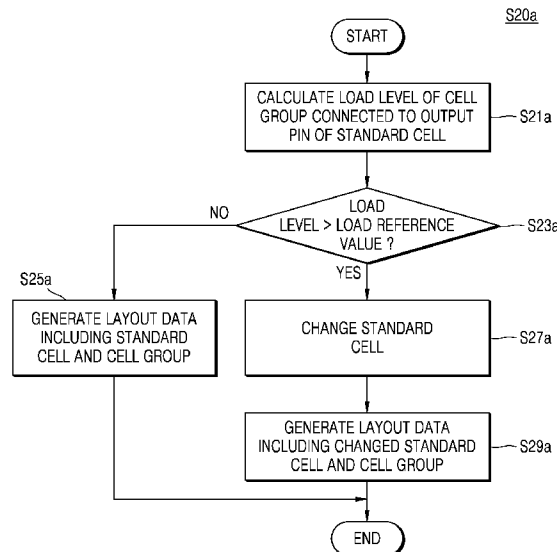 S20a
START
CALCULATE LOAD LEVEL OF CELL
GROUP CONNECTED TO OUTPUT
PIN OF STANDARD CELL
S21a
LOAD
LEVEL > LOAD REFERENCE
VALUE ?
S23a
NO
YES
S25a
GENERATE LAYOUT DATA
INCLUDING STANDARD
CELL AND CELL GROUP
CHANGE STANDARD
CELL
S27a
GENERATE LAYOUT DATA
INCLUDING CHANGED STANDARD
CELL AND CELL GROUP
S29a
END